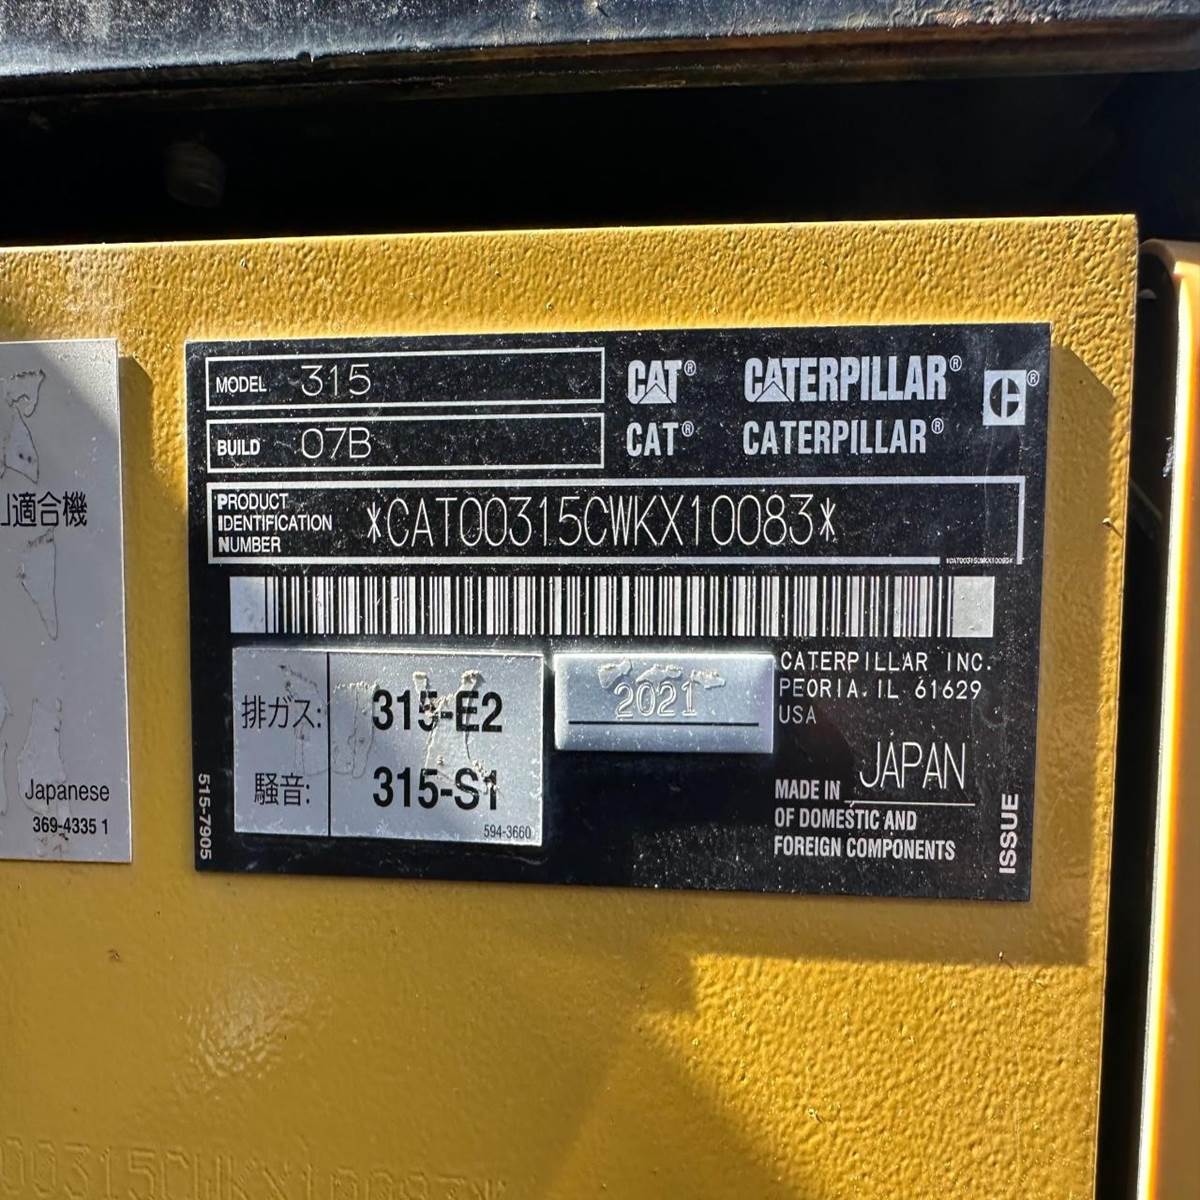 MODEL 315
CAT® CATERPILLAR® ®
BUILD 07B
CAT® CATERPILLAR®
PRODUCT
IDENTIFICATION
NUMBER
*CAT00315CWKX10083*
*CAT00315CWKX10083*
排ガス: 315-E2
騒音: 315-S1
594-3660
2021
CATERPILLAR INC.
PEORIA, IL 61629
USA
MADE IN JAPAN
OF DOMESTIC AND
FOREIGN COMPONENTS
515-7905
ISSUE
適合機
Japanese
369-4335 1
00315CWKX10083*